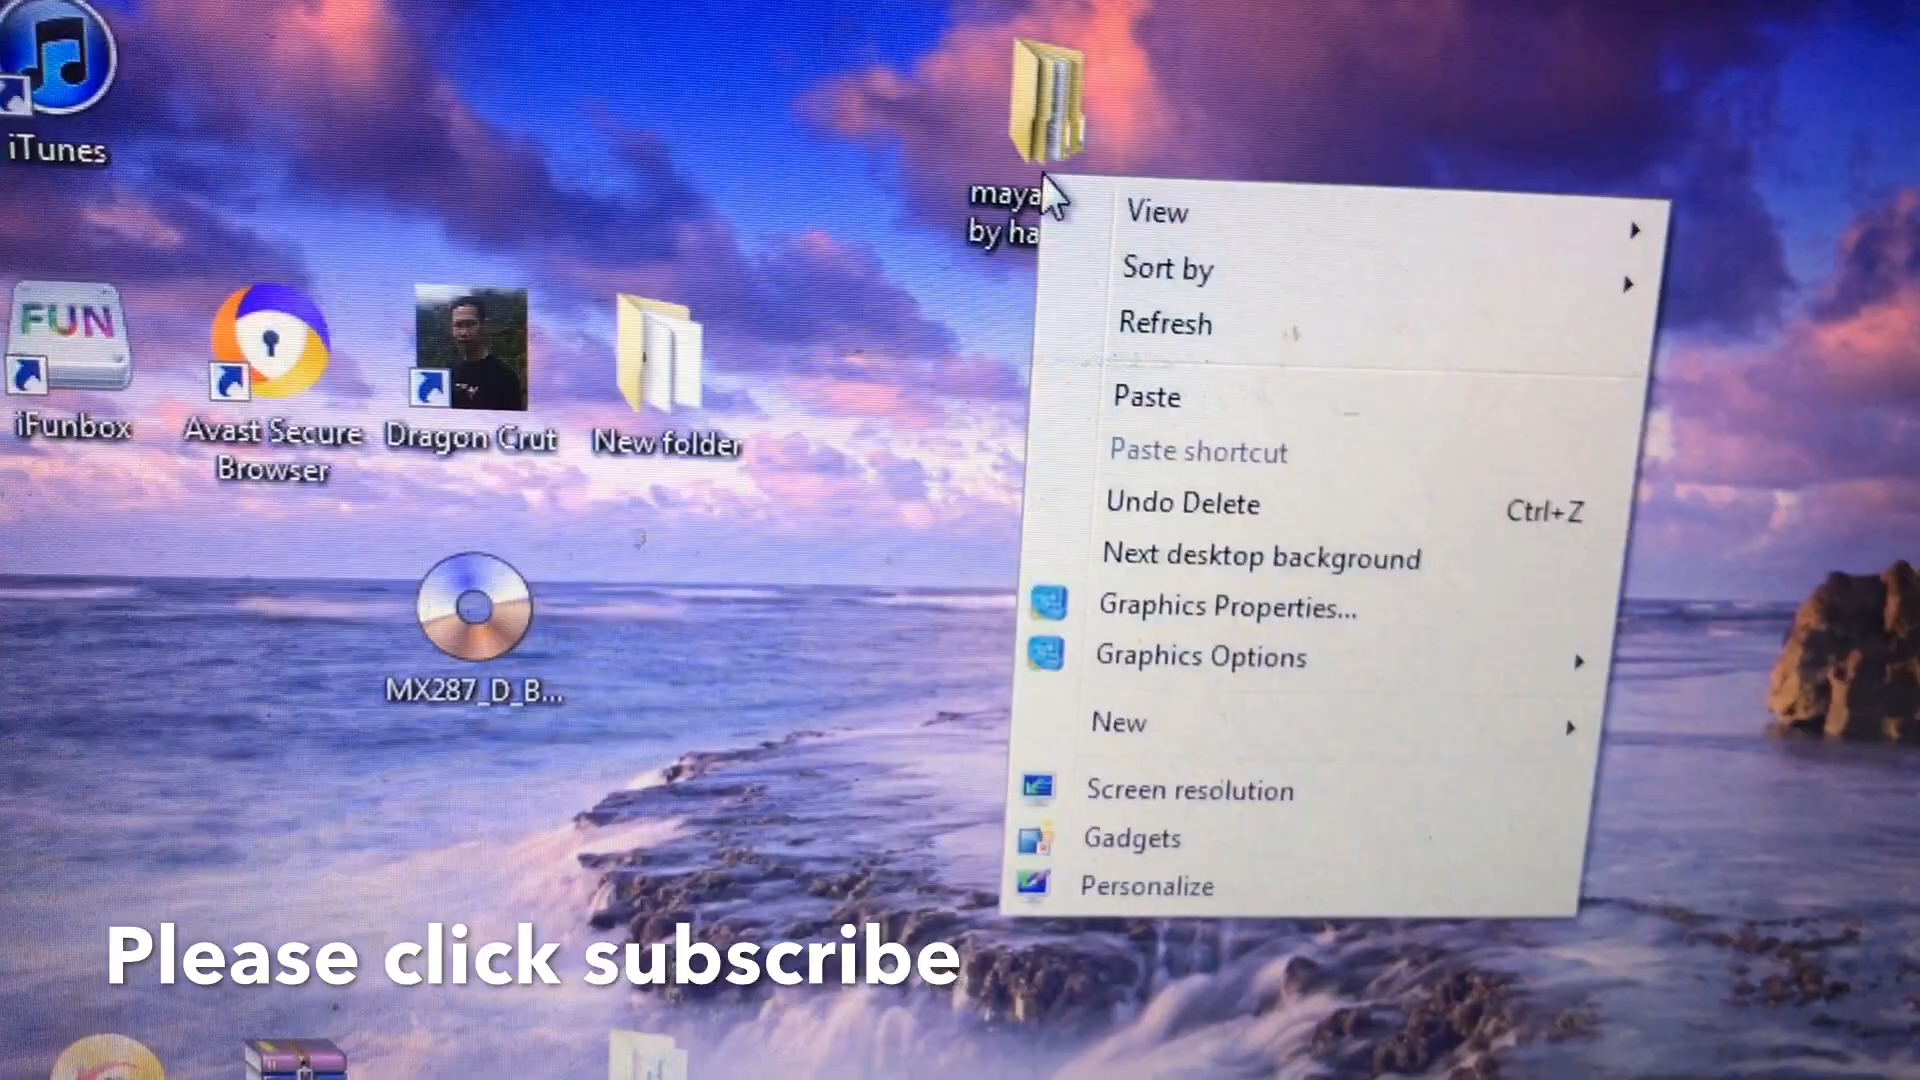 iTunes
maya
by ha
FUN
iFunbox
Avast Secure
Browser
Dragon Crut
New folder
MX287_D_B...
View
Sort by
Refresh
Paste
Paste shortcut
Undo Delete Ctrl+Z
Next desktop background
Graphics Properties...
Graphics Options
New
Screen resolution
Gadgets
Personalize
Please click subscribe